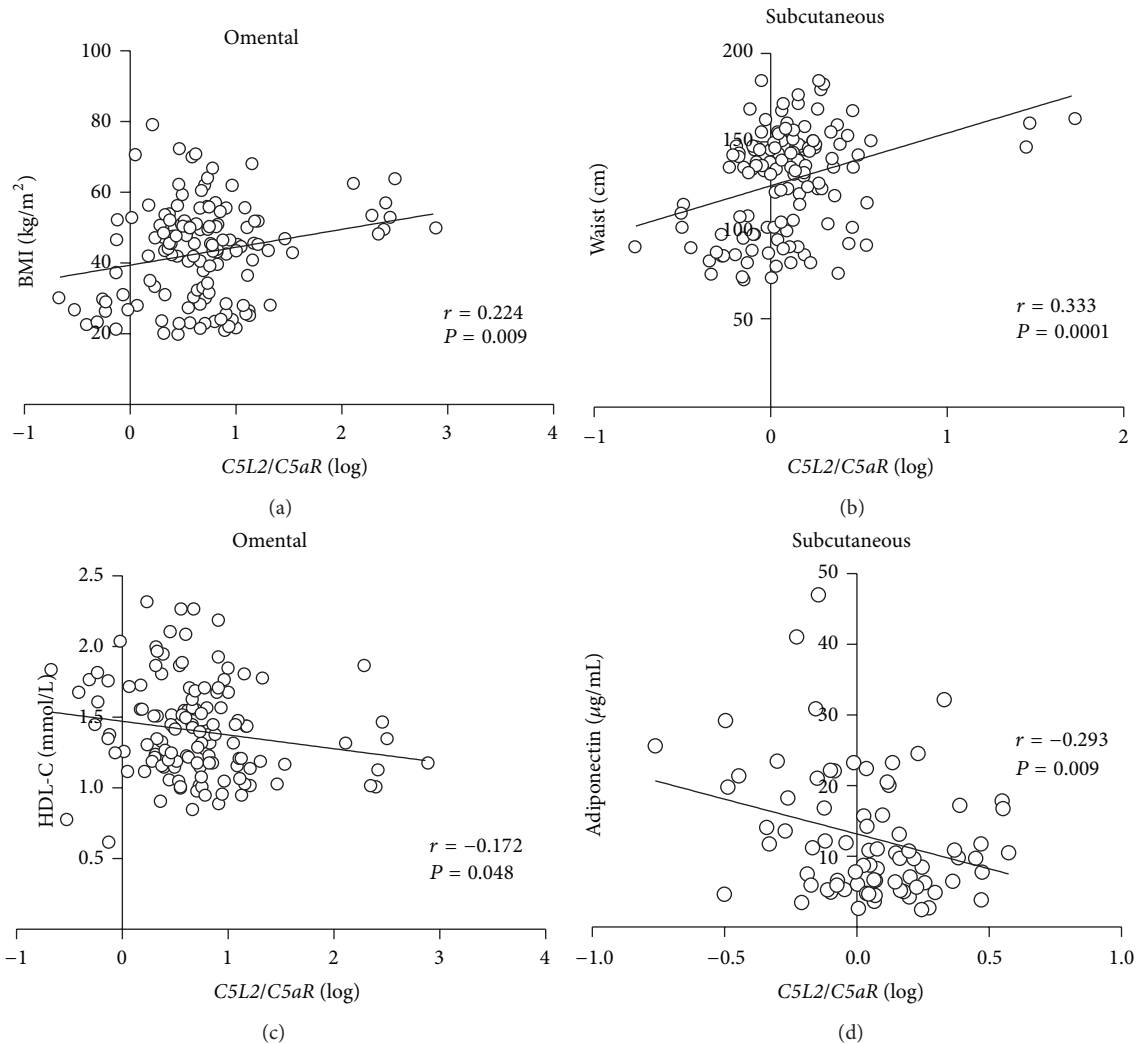 Omental
BMI (kg/m²)
100
80
60
40
20
−1
0
1
2
3
4
r = 0.224
P = 0.009
C5L2/C5aR (log)
(a)
Subcutaneous
Waist (cm)
200
150
100
50
−1
0
1
2
r = 0.333
P = 0.0001
C5L2/C5aR (log)
(b)
Omental
HDL-C (mmol/L)
2.5
2.0
1.5
1.0
0.5
−1
0
1
2
3
4
r = −0.172
P = 0.048
C5L2/C5aR (log)
(c)
Subcutaneous
Adiponectin (μg/mL)
50
40
30
20
10
−1.0
−0.5
0.0
0.5
1.0
r = −0.293
P = 0.009
C5L2/C5aR (log)
(d)